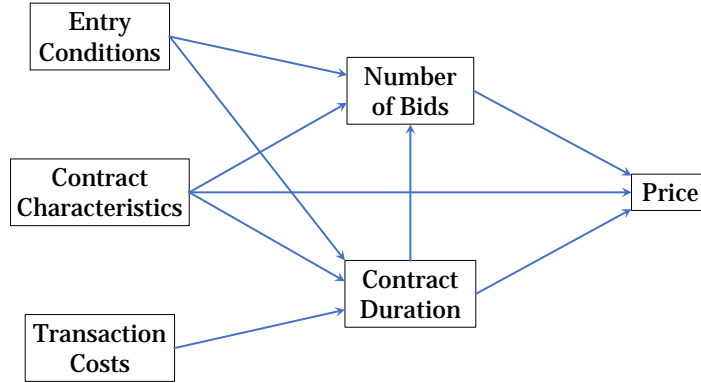 Entry
Conditions
Number
of Bids
Contract
Characteristics
Price
Contract
Duration
Transaction
Costs